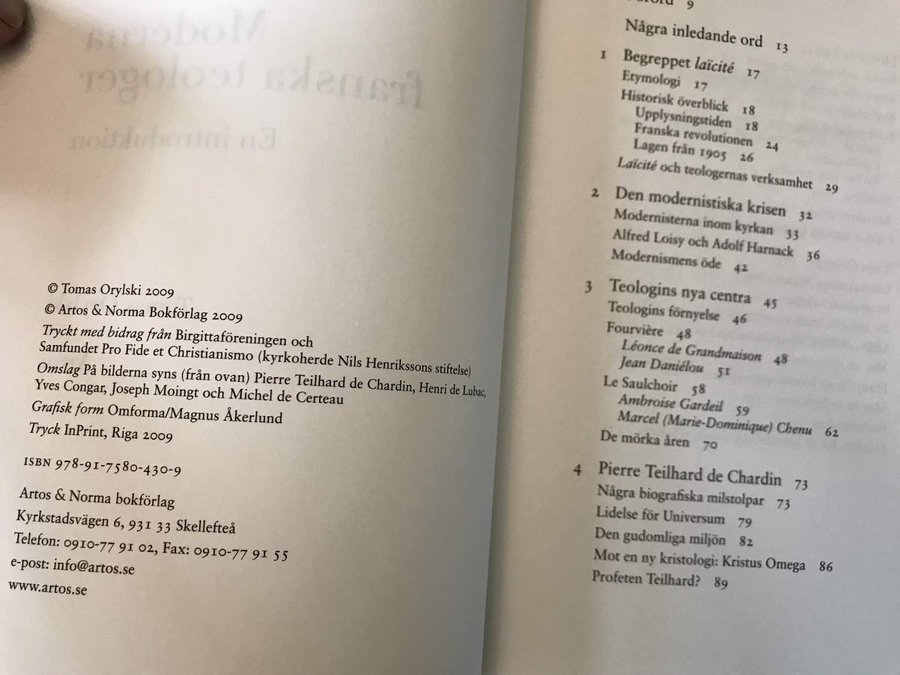 Moderna
franska teologer
En introduktion
© Tomas Orylski 2009
© Artos & Norma Bokförlag 2009
Tryckt med bidrag från Birgittaföreningen och
Samfundet Pro Fide et Christianismo (kyrkoherde Nils Henrikssons stiftelse)
Omslag På bilderna syns (från ovan) Pierre Teilhard de Chardin, Henri de Lubac,
Yves Congar, Joseph Moingt och Michel de Certeau
Grafisk form Omforma/Magnus Åkerlund
Tryck InPrint, Riga 2009
ISBN 978-91-7580-430-9
Artos & Norma bokförlag
Kyrkstadsvägen 6, 931 33 Skellefteå
Telefon: 0910-77 91 02, Fax: 0910-77 91 55
e-post: info@artos.se
www.artos.se
9
Några inledande ord 13
1 Begreppet laïcité 17
Etymologi 17
Historisk överblick 18
Upplysningstiden 18
Franska revolutionen 24
Lagen från 1905 26
Laïcité och teologernas verksamhet 29
2 Den modernistiska krisen 32
Modernisterna inom kyrkan 33
Alfred Loisy och Adolf Harnack 36
Modernismens öde 42
3 Teologins nya centra 45
Teologins förnyelse 46
Fourvière 48
Léonce de Grandmaison 48
Jean Daniélou 51
Le Saulchoir 58
Ambroise Gardeil 59
Marcel (Marie-Dominique) Chenu 62
De mörka åren 70
4 Pierre Teilhard de Chardin 73
Några biografiska milstolpar 73
Lidelse för Universum 79
Den gudomliga miljön 82
Mot en ny kristologi: Kristus Omega 86
Profeten Teilhard? 89